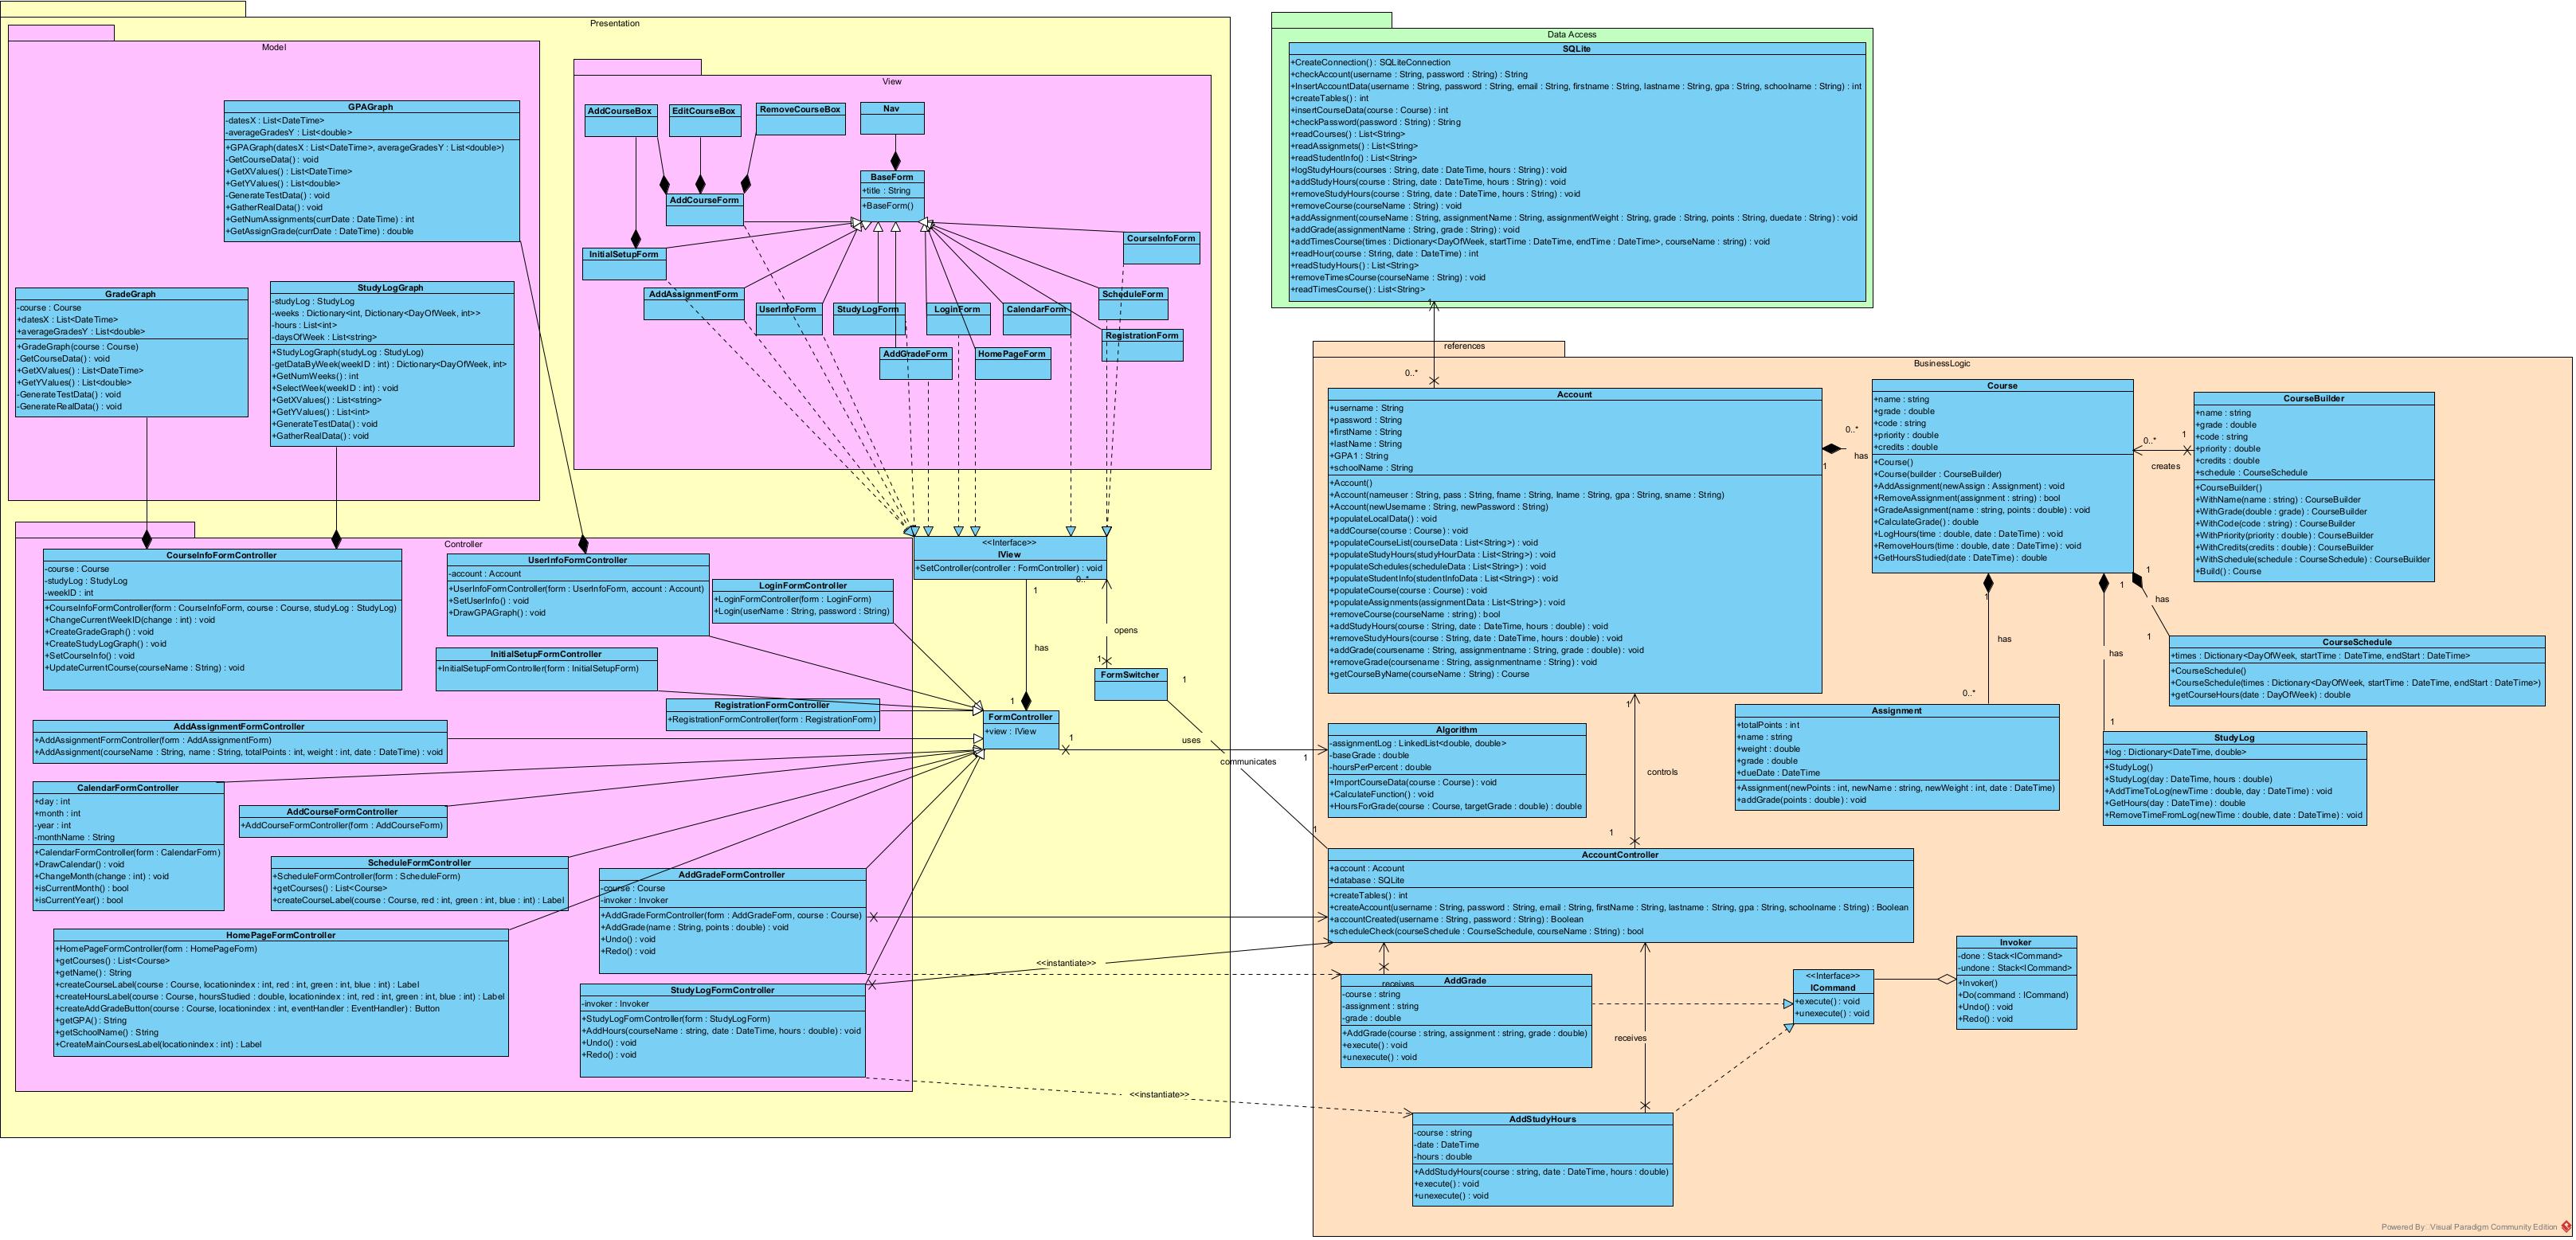 Presentation
Model
GPAGraph
-datesX : List<DateTime>
-averageGradesY : List<double>
+GPAGraph(datesX : List<DateTime>, averageGradesY : List<double>)
-GetCourseData() : void
+GetXValues() : List<DateTime>
+GetYValues() : List<double>
-GenerateTestData() : void
+GatherRealData() : void
+GetNumAssignments(currDate : DateTime) : int
+GetAssignGrade(currDate : DateTime) : double
GradeGraph
-course : Course
+datesX : List<DateTime>
+averageGradesY : List<double>
+GradeGraph(course : Course)
-GetCourseData() : void
+GetXValues() : List<DateTime>
+GetYValues() : List<double>
-GenerateTestData() : void
-GenerateRealData() : void
StudyLogGraph
-studyLog : StudyLog
-weeks : Dictionary<int, Dictionary<DayOfWeek, int>>
-hours : List<int>
-daysOfWeek : List<string>
+StudyLogGraph(studyLog : StudyLog)
-getDataByWeek(weekID : int) : Dictionary<DayOfWeek, int>
+GetNumWeeks() : int
+SelectWeek(weekID : int) : void
+GetXValues() : List<string>
+GetYValues() : List<int>
+GenerateTestData() : void
+GatherRealData() : void
View
AddCourseBox
EditCourseBox
RemoveCourseBox
Nav
BaseForm
+title : String
+BaseForm()
AddCourseForm
InitialSetupForm
CourseInfoForm
AddAssignmentForm
UserInfoForm
StudyLogForm
LoginForm
CalendarForm
ScheduleForm
RegistrationForm
AddGradeForm
HomePageForm
<<Interface>>
IView
+SetController(controller : FormController) : void
0..*
1
has
1
opens
1
FormSwitcher
1
FormController
+view : IView
1
uses
1
communicates
1
Controller
CourseInfoFormController
-course : Course
-studyLog : StudyLog
-weekID : int
+CourseInfoFormController(form : CourseInfoForm, course : Course, studyLog : StudyLog)
+ChangeCurrentWeekID(change : int) : void
+CreateGradeGraph() : void
+CreateStudyLogGraph() : void
+SetCourseInfo() : void
+UpdateCurrentCourse(courseName : String) : void
UserInfoFormController
-account : Account
+UserInfoFormController(form : UserInfoForm, account : Account)
+SetUserInfo() : void
+DrawGPAGraph() : void
LoginFormController
+LoginFormController(form : LoginForm)
+Login(userName : String, password : String)
InitialSetupFormController
+InitialSetupFormController(form : InitialSetupForm)
RegistrationFormController
+RegistrationFormController(form : RegistrationForm)
AddAssignmentFormController
+AddAssignmentFormController(form : AddAssignmentForm)
+AddAssignment(courseName : String, name : String, totalPoints : int, weight : int, date : DateTime) : void
CalendarFormController
+day : int
+month : int
-year : int
-monthName : String
+CalendarFormController(form : CalendarForm)
+DrawCalendar() : void
+ChangeMonth(change : int) : void
+isCurrentMonth() : bool
+isCurrentYear() : bool
AddCourseFormController
+AddCourseFormController(form : AddCourseForm)
ScheduleFormController
+ScheduleFormController(form : ScheduleForm)
+getCourses() : List<Course>
+createCourseLabel(course : Course, red : int, green : int, blue : int) : Label
AddGradeFormController
-course : Course
-invoker : Invoker
+AddGradeFormController(form : AddGradeForm, course : Course)
+AddGrade(name : String, points : double) : void
+Undo() : void
+Redo() : void
HomePageFormController
+HomePageFormController(form : HomePageForm)
+getCourses() : List<Course>
+getName() : String
+createCourseLabel(course : Course, locationindex : int, red : int, green : int, blue : int) : Label
+createHoursLabel(course : Course, hoursStudied : double, locationindex : int, red : int, green : int, blue : int) : Label
+createAddGradeButton(course : Course, locationindex : int, eventHandler : EventHandler) : Button
+getGPA() : String
+getSchoolName() : String
+CreateMainCoursesLabel(locationindex : int) : Label
StudyLogFormController
-invoker : Invoker
+StudyLogFormController(form : StudyLogForm)
+AddHours(courseName : string, date : DateTime, hours : double) : void
+Undo() : void
+Redo() : void
<<instantiate>>
<<instantiate>>
Data Access
SQLite
+CreateConnection() : SQLiteConnection
+checkAccount(username : String, password : String) : String
+InsertAccountData(username : String, password : String, email : String, firstname : String, lastname : String, gpa : String, schoolname : String) : int
+createTables() : int
+insertCourseData(course : Course) : int
+checkPassword(password : String) : String
+readCourses() : List<String>
+readAssignmets() : List<String>
+readStudentInfo() : List<String>
+logStudyHours(courses : String, date : DateTime, hours : String) : void
+addStudyHours(course : String, date : DateTime, hours : String) : void
+removeStudyHours(course : String, date : DateTime, hours : String) : void
+removeCourse(courseName : String) : void
+addAssignment(courseName : String, assignmentName : String, assignmentWeight : String, grade : String, points : String, duedate : String) : void
+addGrade(assignmentName : String, grade : String) : void
+addTimesCourse(times : Dictionary<DayOfWeek, startTime : DateTime, endTime : DateTime>, courseName : string) : void
+readHour(course : String, date : DateTime) : int
+readStudyHours() : List<String>
+removeTimesCourse(courseName : String) : void
+readTimesCourse() : List<String>
1
references
0..*
BusinessLogic
Account
+username : String
+password : String
+firstName : String
+lastName : String
+GPA1 : String
+schoolName : String
+Account()
+Account(nameuser : String, pass : String, fname : String, lname : String, gpa : String, sname : String)
+Account(newUsername : String, newPassword : String)
+populateLocalData() : void
+addCourse(course : Course) : void
+populateCourseList(courseData : List<String>) : void
+populateStudyHours(studyHourData : List<String>) : void
+populateSchedules(scheduleData : List<String>) : void
+populateStudentInfo(studentInfoData : List<String>) : void
+populateCourse(course : Course) : void
+populateAssignments(assignmentData : List<String>) : void
+removeCourse(courseName : string) : bool
+addStudyHours(course : String, date : DateTime, hours : double) : void
+removeStudyHours(course : String, date : DateTime, hours : double) : void
+addGrade(coursename : String, assignmentname : String, grade : double) : void
+removeGrade(coursename : String, assignmentname : String) : void
+getCourseByName(courseName : String) : Course
0..*
has
1
Course
+name : string
+grade : double
+code : string
+priority : double
+credits : double
+Course()
+Course(builder : CourseBuilder)
+AddAssignment(newAssign : Assignment) : void
+RemoveAssignment(assignment : string) : bool
+GradeAssignment(name : string, points : double) : void
+CalculateGrade() : double
+LogHours(time : double, date : DateTime) : void
+RemoveHours(time : double, date : DateTime) : void
+GetHoursStudied(date : DateTime) : double
0..*
1
creates
CourseBuilder
+name : string
+grade : double
+code : string
+priority : double
+credits : double
+schedule : CourseSchedule
+CourseBuilder()
+WithName(name : string) : CourseBuilder
+WithGrade(double : grade) : CourseBuilder
+WithCode(code : string) : CourseBuilder
+WithPriority(priority : double) : CourseBuilder
+WithCredits(credits : double) : CourseBuilder
+WithSchedule(schedule : CourseSchedule) : CourseBuilder
+Build() : Course
1
has
0..*
1
has
1
1
has
1
CourseSchedule
+times : Dictionary<DayOfWeek, startTime : DateTime, endStart : DateTime>
+CourseSchedule()
+CourseSchedule(times : Dictionary<DayOfWeek, startTime : DateTime, endStart : DateTime>)
+getCourseHours(date : DayOfWeek) : double
Algorithm
-assignmentLog : LinkedList<double, double>
-baseGrade : double
-hoursPerPercent : double
+ImportCourseData(course : Course) : void
+CalculateFunction() : void
+HoursForGrade(course : Course, targetGrade : double) : double
1
controls
1
Assignment
+totalPoints : int
+name : string
+weight : double
+grade : double
+dueDate : DateTime
+Assignment(newPoints : int, newName : string, newWeight : int, date : DateTime)
+addGrade(points : double) : void
StudyLog
+log : Dictionary<DateTime, double>
+StudyLog()
+StudyLog(day : DateTime, hours : double)
+AddTimeToLog(newTime : double, day : DateTime) : void
+GetHours(day : DateTime) : double
+RemoveTimeFromLog(newTime : double, date : DateTime) : void
AccountController
+account : Account
+database : SQLite
+createTables() : int
+createAccount(username : String, password : String, email : String, firstName : String, lastname : String, gpa : String, schoolname : String) : Boolean
+accountCreated(username : String, password : String) : Boolean
+scheduleCheck(courseSchedule : CourseSchedule, courseName : String) : bool
receives
AddGrade
-course : string
-assignment : string
-grade : double
+AddGrade(course : string, assignment : string, grade : double)
+execute() : void
+unexecute() : void
receives
<<Interface>>
ICommand
+execute() : void
+unexecute() : void
Invoker
-done : Stack<ICommand>
-undone : Stack<ICommand>
+Invoker()
+Do(command : ICommand)
+Undo() : void
+Redo() : void
AddStudyHours
-course : string
-date : DateTime
-hours : double
+AddStudyHours(course : string, date : DateTime, hours : double)
+execute() : void
+unexecute() : void
Powered By Visual Paradigm Community Edition